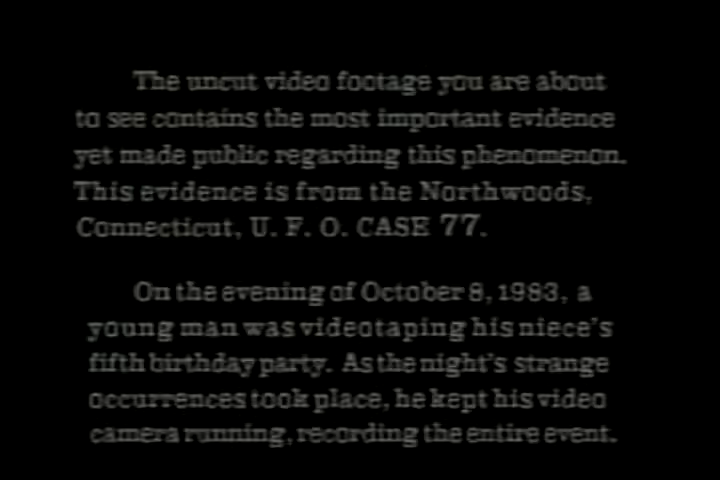 The uncut video footage you are about
to see contains the most important evidence
yet made public regarding this phenomenon.
This evidence is from the Northwoods,
Connecticut, U. F. O. CASE 77.
On the evening of October 8, 1983, a
young man was videotaping his niece's
fifth birthday party. As the night's strange
occurrences took place, he kept his video
camera running, recording the entire event.